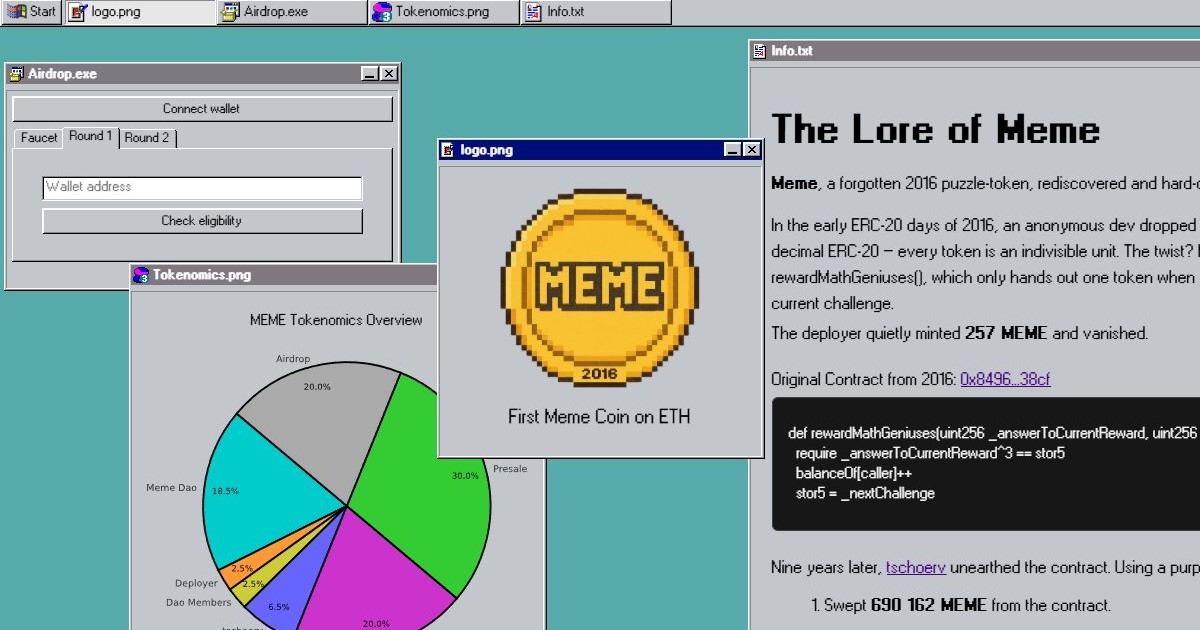 Start
logo.png
Airdrop.exe
Tokenomics.png
Info.txt
Airdrop.exe
Connect wallet
Faucet
Round 1
Round 2
Wallet address
Check eligibility
Tokenomics.png
MEME Tokenomics Overview
Airdrop
20.0%
Presale
30.0%
Meme Dao
18.5%
Deployer
2.5%
Dao Members
2.5%
6.5%
20.0%
logo.png
MEME
2016
First Meme Coin on ETH
Info.txt
The Lore of Meme
Meme, a forgotten 2016 puzzle-token, rediscovered and hard-
In the early ERC-20 days of 2016, an anonymous dev dropped
decimal ERC-20 – every token is an indivisible unit. The twist?
rewardMathGeniuses(), which only hands out one token when
current challenge.
The deployer quietly minted 257 MEME and vanished.
Original Contract from 2016: 0x8496...38cf
def rewardMathGeniuses(uint256 _answerToCurrentReward, uint256
require _answerToCurrentReward^3 == stor5
balanceOf[caller]++
stor5 = _nextChallenge
Nine years later, tschoerv unearthed the contract. Using a purp
1. Swept 690 162 MEME from the contract.